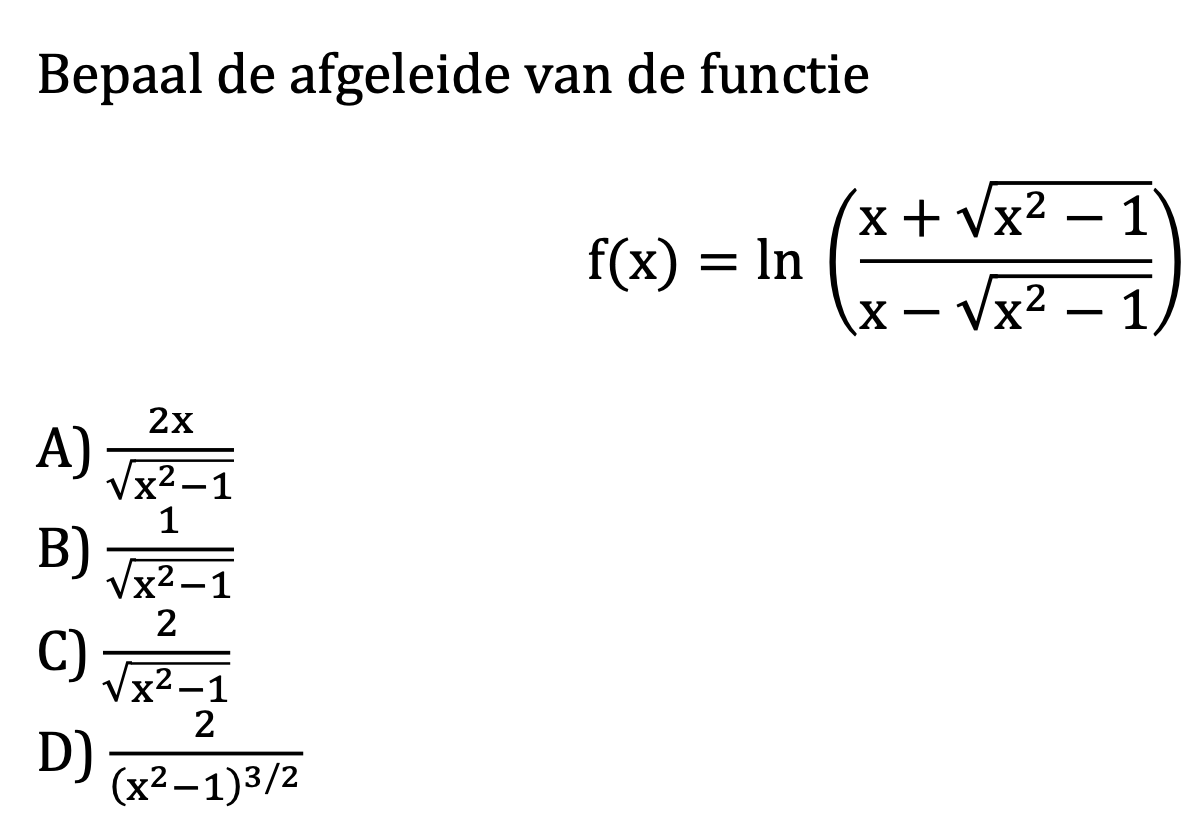 Bepaal de afgeleide van de functie
f(x) = ln ((x + √(x² − 1)) / (x − √(x² − 1)))
A) 2x / √(x²−1)
B) 1 / √(x²−1)
C) 2 / √(x²−1)
D) 2 / (x²−1)^(3/2)